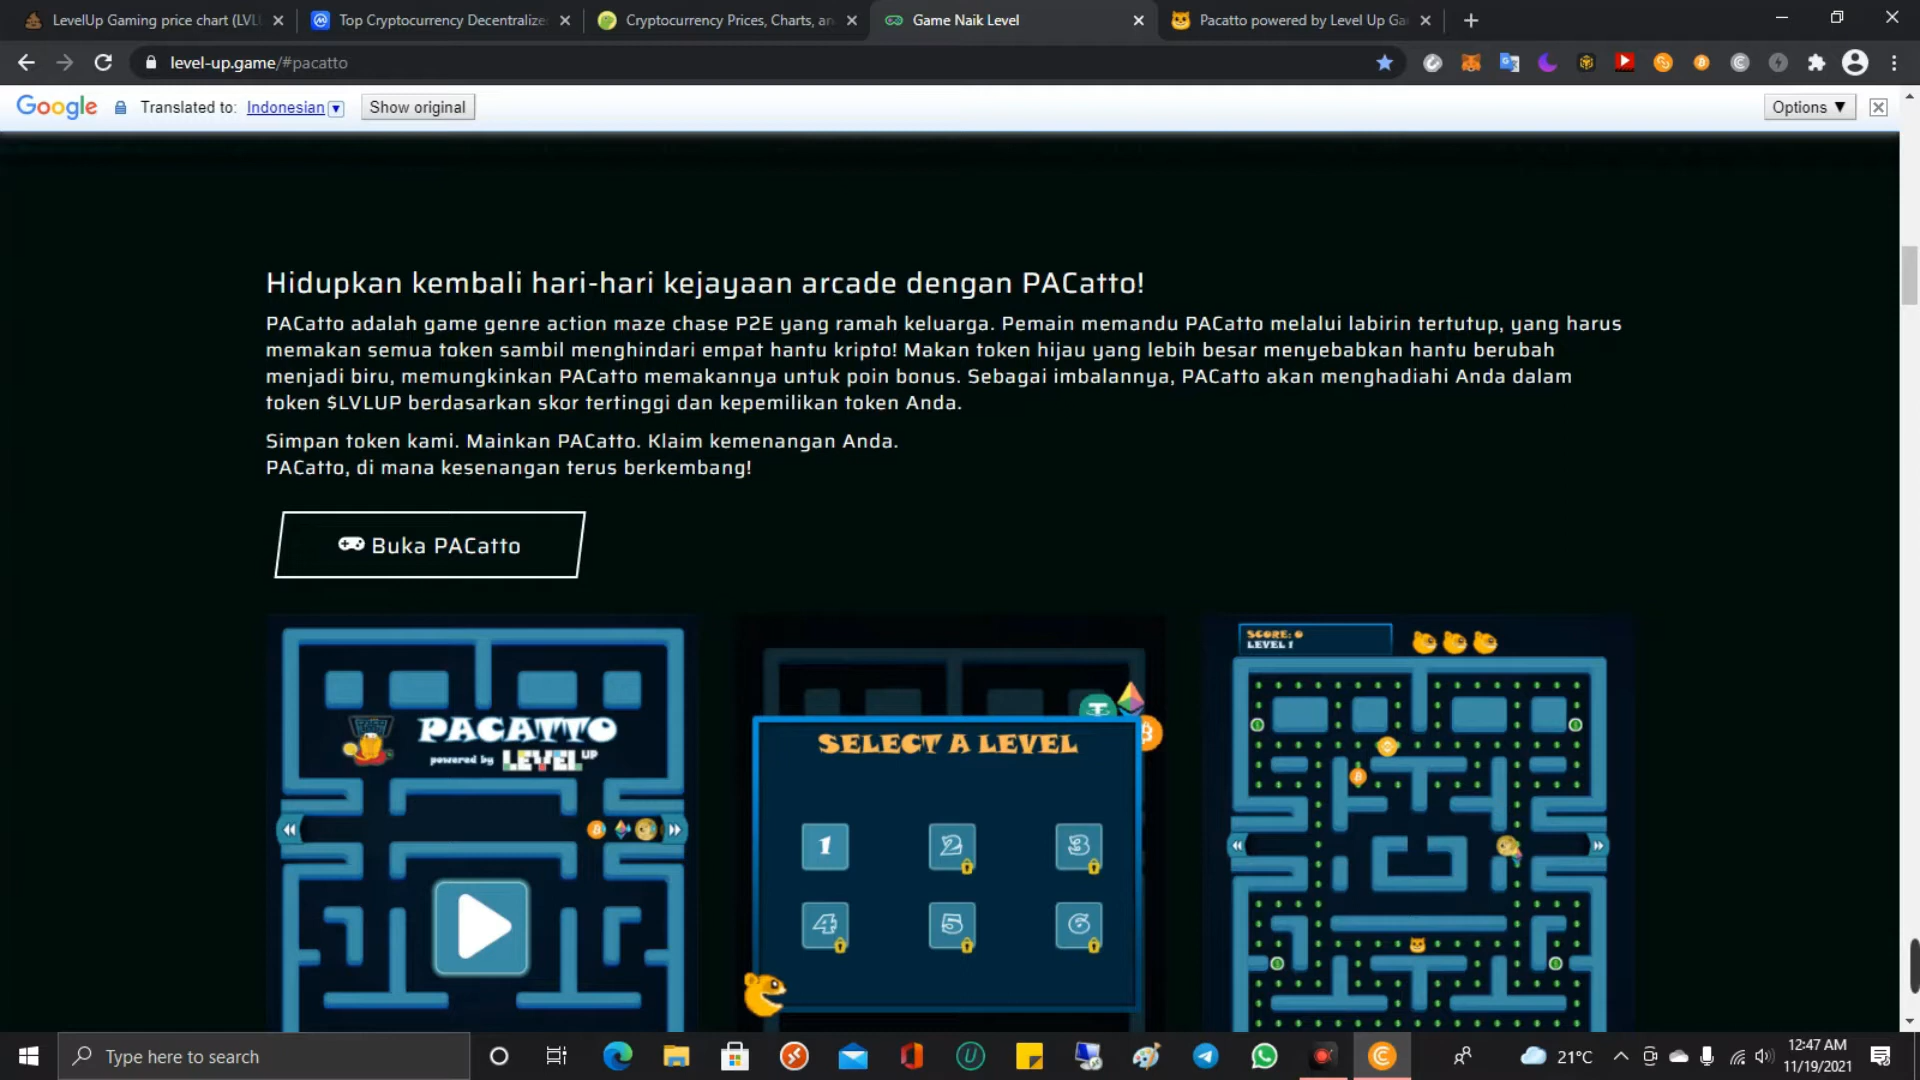 LevelUp Gaming price chart (LVLU
Top Cryptocurrency Decentralize
Cryptocurrency Prices, Charts, an
Game Naik Level
Pacatto powered by Level Up Ga
level-up.game/#pacatto
Google
Translated to: Indonesian
Show original
Options ▼
Hidupkan kembali hari-hari kejayaan arcade dengan PACatto!
PACatto adalah game genre action maze chase P2E yang ramah keluarga. Pemain memandu PACatto melalui labirin tertutup, yang harus
memakan semua token sambil menghindari empat hantu kripto! Makan token hijau yang lebih besar menyebabkan hantu berubah
menjadi biru, memungkinkan PACatto memakannya untuk poin bonus. Sebagai imbalannya, PACatto akan menghadiahi Anda dalam
token $LVLUP berdasarkan skor tertinggi dan kepemilikan token Anda.
Simpan token kami. Mainkan PACatto. Klaim kemenangan Anda.
PACatto, di mana kesenangan terus berkembang!
Buka PACatto
PACATTO
powered by LEVEL UP
SELECT A LEVEL
1 2 3
4 5 6
SCORE: 0
LEVEL 1
Type here to search
21°C
12:47 AM
11/19/2021